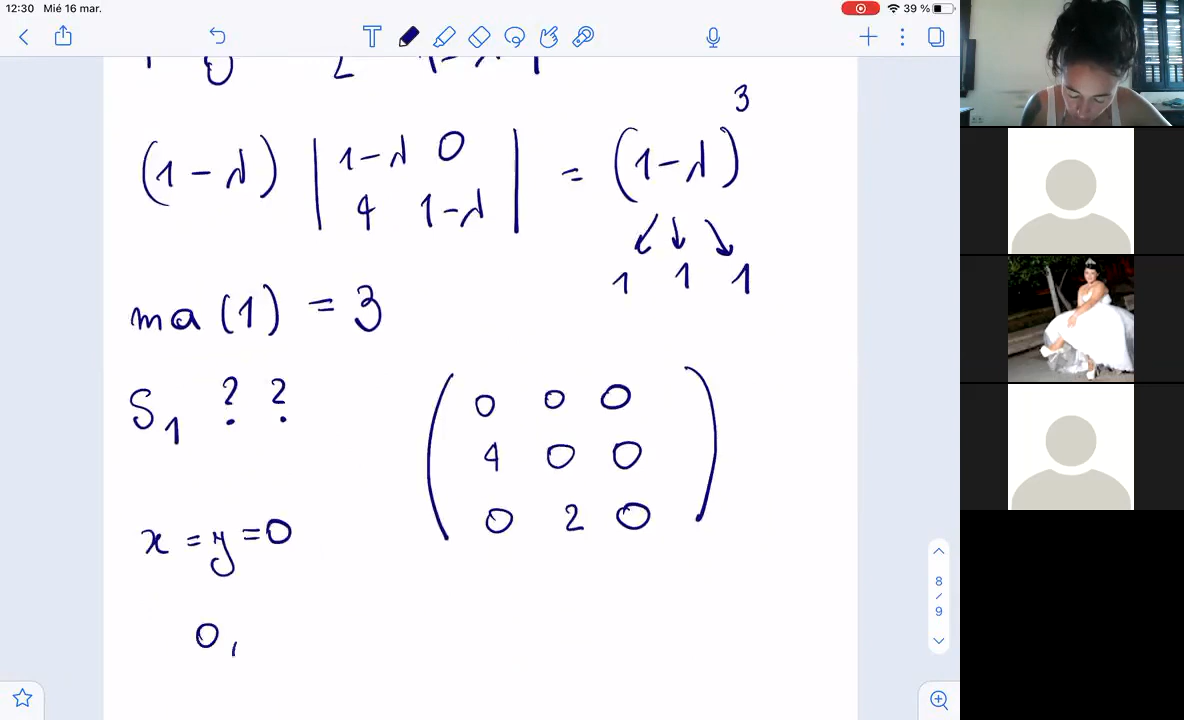 12:30 Mié 16 mar. 39 %
T
3
(1 - λ) | 1-λ 0 | = (1-λ)
4 1-λ
↙ ↓ ↘
1 1 1
ma (1) = 3
S1 ? ?
0 0 0
4 0 0
0 2 0
x = y = 0
0,
8
/
9